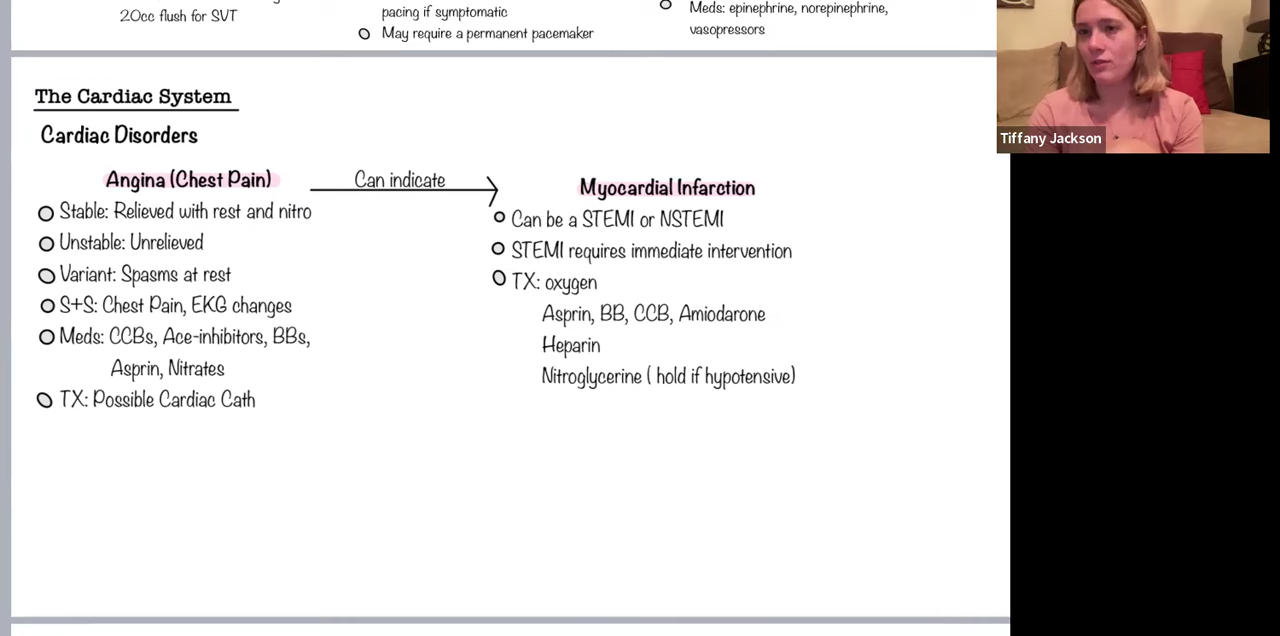 20cc flush for SVT
pacing if symptomatic
May require a permanent pacemaker
Meds: epinephrine, norepinephrine,
vasopressors
The Cardiac System
Cardiac Disorders
Angina (Chest Pain)
Stable: Relieved with rest and nitro
Unstable: Unrelieved
Variant: Spasms at rest
S+S: Chest Pain, EKG changes
Meds: CCBs, Ace-inhibitors, BBs,
Asprin, Nitrates
TX: Possible Cardiac Cath
Can indicate
Myocardial Infarction
Can be a STEMI or NSTEMI
STEMI requires immediate intervention
TX: oxygen
Asprin, BB, CCB, Amiodarone
Heparin
Nitroglycerine ( hold if hypotensive)
Tiffany Jackson